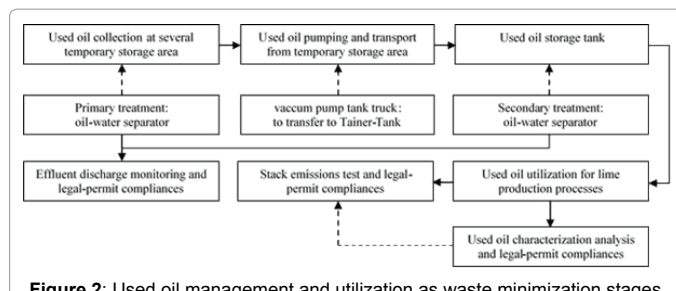 Used oil collection at several
temporary storage area
Used oil pumping and transport
from temporary storage area
Used oil storage tank
Primary treatment:
oil-water separator
vaccum pump tank truck:
to transfer to Tainer-Tank
Secondary treatment:
oil-water separator
Effluent discharge monitoring and
legal-permit compliances
Stack emissions test and legal-
permit compliances
Used oil utilization for lime
production processes
Used oil characterization analysis
and legal-permit compliances
Figure 2: Used oil management and utilization as waste minimization stages